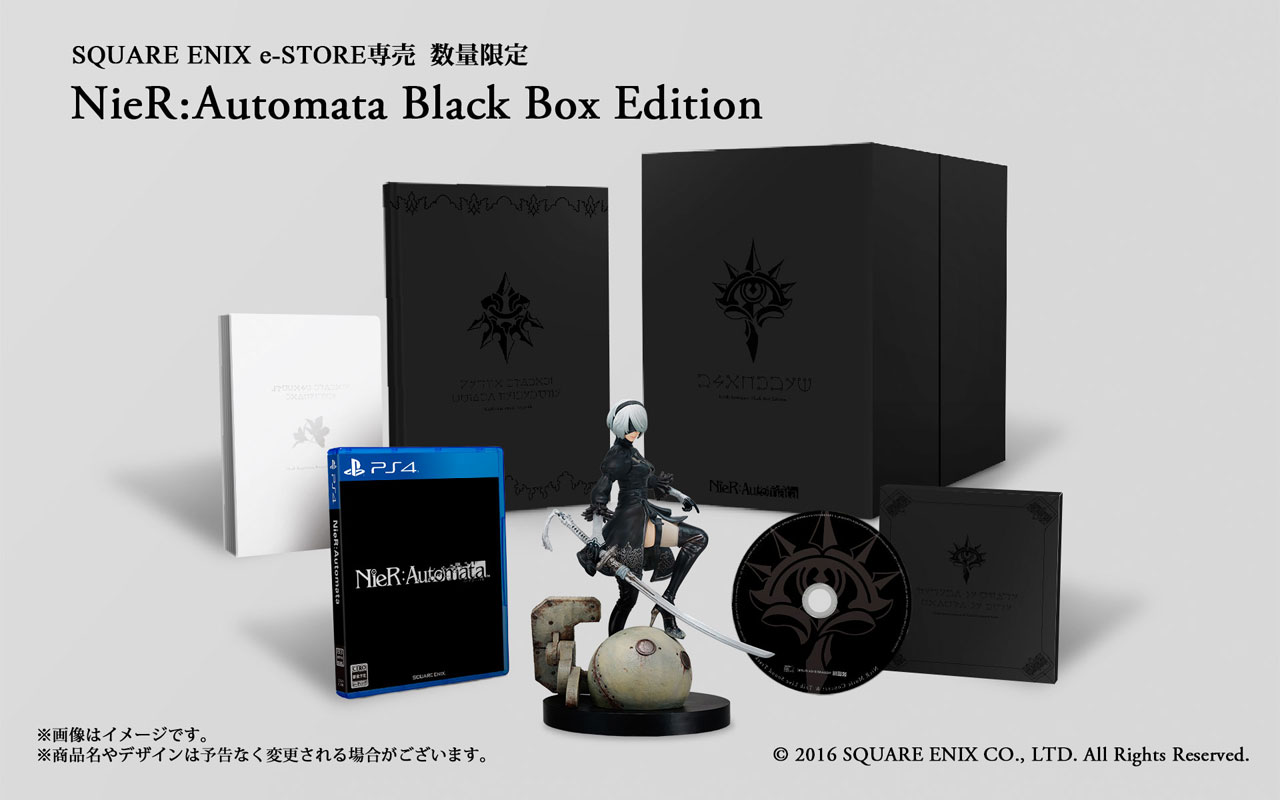 SQUARE ENIX e-STORE専売 数量限定
NieR:Automata Black Box Edition
PS4
PS4
NieR:Automata
NieR:Automata
SQUARE ENIX
CERO
NieR:Automata
※画像はイメージです。
※商品名やデザインは予告なく変更される場合がございます。
© 2016 SQUARE ENIX CO., LTD. All Rights Reserved.